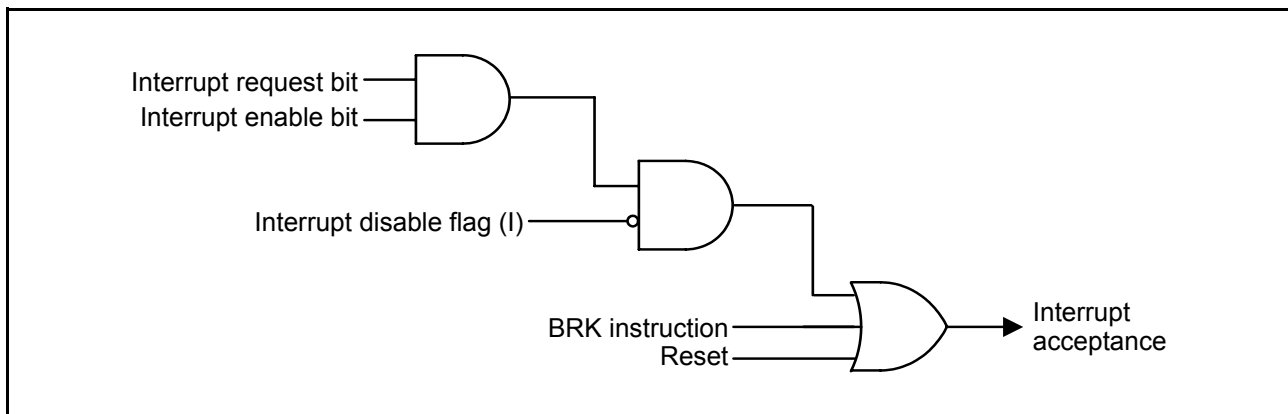 Interrupt request bit
Interrupt enable bit
Interrupt disable flag (I)
BRK instruction
Reset
Interrupt
acceptance